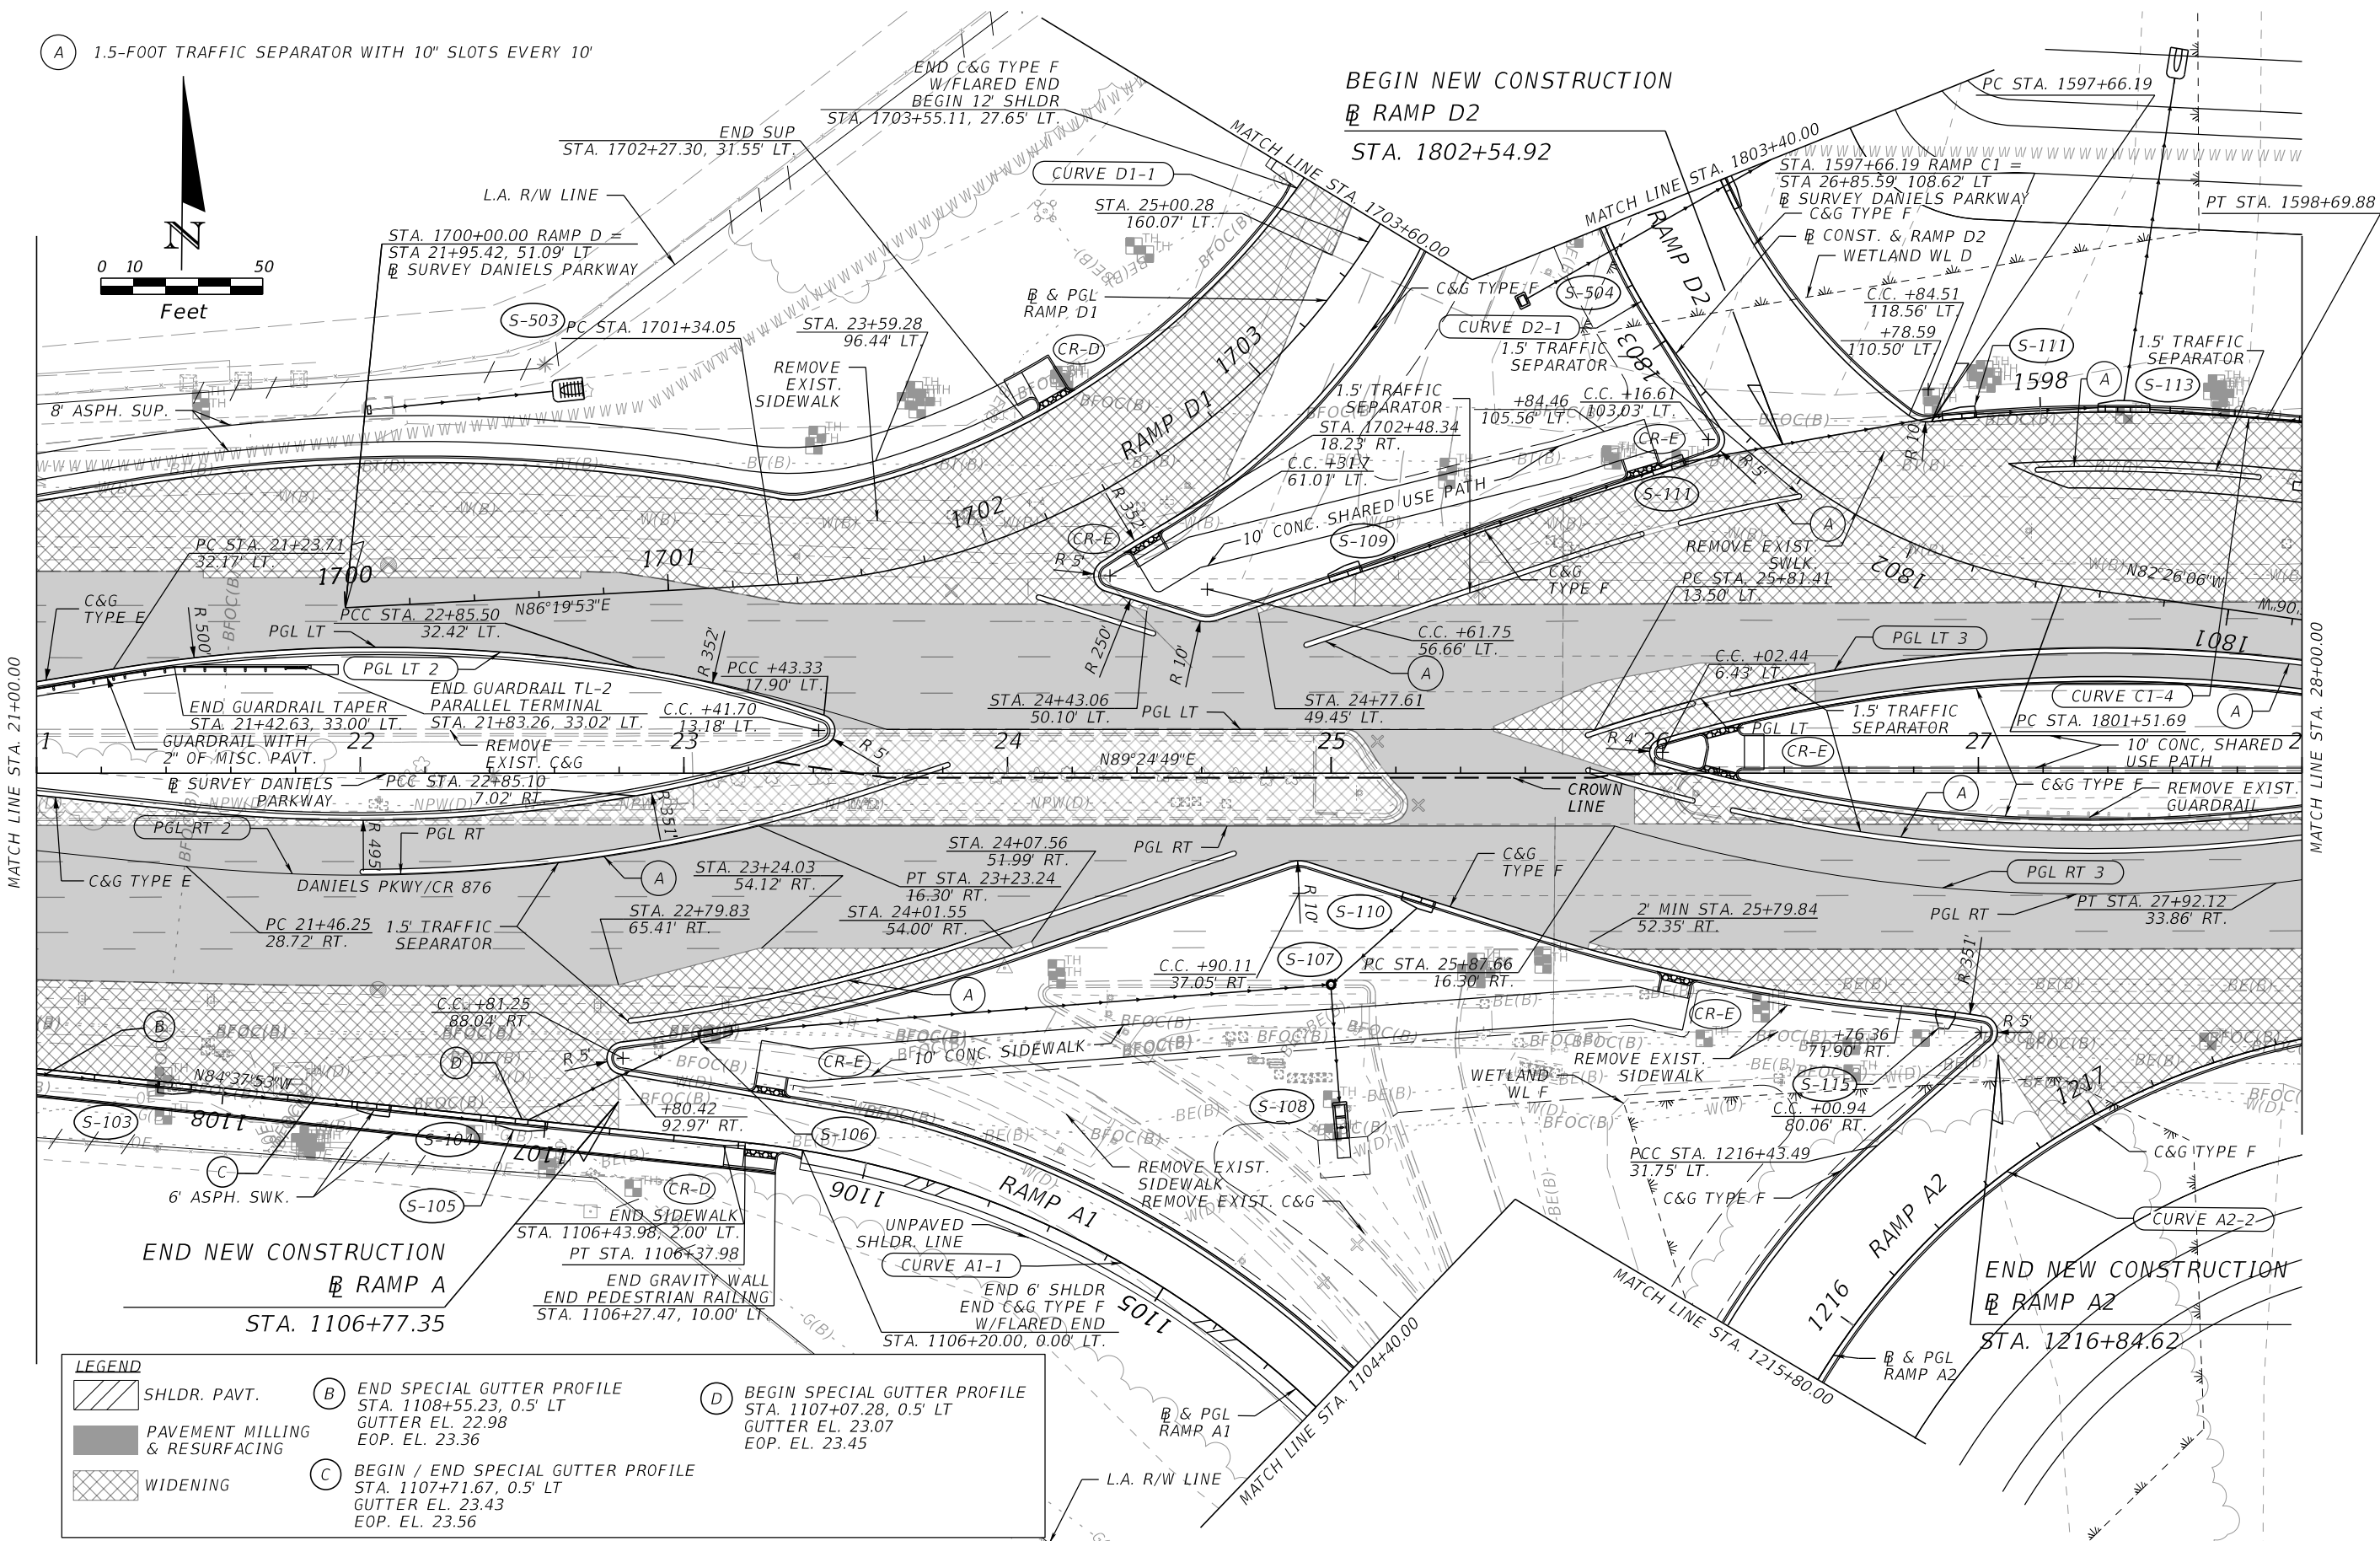 A 1.5-FOOT TRAFFIC SEPARATOR WITH 10" SLOTS EVERY 10'
N
0 10 50
Feet
END C&G TYPE F
W/FLARED END
BEGIN 12' SHLDR
STA. 1703+55.11, 27.65' LT.
END SUP
STA. 1702+27.30, 31.55' LT.
L.A. R/W LINE
CURVE D1-1
STA. 25+00.28
160.07' LT.
MATCH LINE STA. 1703+60.00
BEGIN NEW CONSTRUCTION
BL RAMP D2
STA. 1802+54.92
MATCH LINE STA. 1803+40.00
PC STA. 1597+66.19
STA. 1597+66.19 RAMP C1 =
STA 26+85.59' 108.62' LT
BL SURVEY DANIELS PARKWAY
C&G TYPE F
BL CONST. & RAMP D2
WETLAND WL D
PT STA. 1598+69.88
STA. 1700+00.00 RAMP D =
STA 21+95.42, 51.09' LT
BL SURVEY DANIELS PARKWAY
S-503
PC STA. 1701+34.05
STA. 23+59.28
96.44' LT.
REMOVE
EXIST.
SIDEWALK
BL & PGL
RAMP D1
CR-D
RAMP D1
1703
C&G TYPE F
S-504
CURVE D2-1
1.5' TRAFFIC
SEPARATOR
RAMP D2
1803
C.C. +84.51
118.56' LT.
+78.59
110.50' LT.
S-111
1598
A
1.5' TRAFFIC
SEPARATOR
S-113
8' ASPH. SUP.
1.5' TRAFFIC
SEPARATOR
+84.46
105.56' LT.
C.C. +16.61
103.03' LT.
STA. 1702+48.34
18.23' RT.
C.C. +31.7
61.01' LT.
CR-E
R 5'
R 10'
R 352'
10' CONC. SHARED USE PATH
S-111
S-109
A
REMOVE EXIST.
SWLK.
1702
1701
1700
CR-E
R 5'
PC STA. 21+23.71
32.17' LT.
C&G
TYPE E
R 500'
N86°19'53"E
PCC STA. 22+85.50
32.42' LT.
PGL LT
PGL LT 2
R 352'
PCC +43.33
17.90' LT.
C.C. +41.70
13.18' LT.
R 250'
R 10'
C&G
TYPE F
PC STA. 25+81.41
13.50' LT.
1802
N82°26'06"W
1801
C.C. +61.75
56.66' LT.
A
STA. 24+43.06
50.10' LT.
PGL LT
STA. 24+77.61
49.45' LT.
C.C. +02.44
6.43' LT.
PGL LT 3
CURVE C1-4
PC STA. 1801+51.69
A
1.5' TRAFFIC
SEPARATOR
PGL LT
R 4'
CR-E
10' CONC, SHARED
USE PATH
MATCH LINE STA. 21+00.00
MATCH LINE STA. 28+00.00
END GUARDRAIL TAPER
STA. 21+42.63, 33.00' LT.
GUARDRAIL WITH
2" OF MISC. PAVT.
END GUARDRAIL TL-2
PARALLEL TERMINAL
STA. 21+83.26, 33.02' LT.
REMOVE
EXIST. C&G
1 22 23 24 25 26 27 2
R 5'
N89°24'49"E
BL SURVEY DANIELS
PARKWAY
PCC STA. 22+85.10
7.02' RT.
NPW(D)
CROWN
LINE
A
C&G TYPE F
REMOVE EXIST.
GUARDRAIL
PGL RT 2
R 495'
PGL RT
R 351'
C&G TYPE E
DANIELS PKWY/CR 876
A
STA. 23+24.03
54.12' RT.
STA. 24+07.56
51.99' RT.
PT STA. 23+23.24
16.30' RT.
PGL RT
C&G
TYPE F
PGL RT 3
PGL RT
PT STA. 27+92.12
33.86' RT.
PC 21+46.25
28.72' RT.
1.5' TRAFFIC
SEPARATOR
STA. 22+79.83
65.41' RT.
STA. 24+01.55
54.00' RT.
R 10'
S-110
2' MIN STA. 25+79.84
52.35' RT.
S-107
C.C. +90.11
37.05' RT.
PC STA. 25+87.66
16.30' RT.
R 351'
A
C.C. +81.25
88.04' RT.
B
BFOC(B)
D
R 5'
CR-E
10' CONC. SIDEWALK
CR-E
R 5'
+76.36
71.90' RT.
REMOVE EXIST.
SIDEWALK
S-115
WETLAND
WL F
C.C. +00.94
80.06' RT.
1217
N84°37'53"W
1108
S-103
S-104
1107
+80.42
92.97' RT.
S-106
S-108
PCC STA. 1216+43.49
31.75' LT.
C&G TYPE F
C&G TYPE F
C
6' ASPH. SWK.
S-105
CR-D
1106
RAMP A1
REMOVE EXIST.
SIDEWALK
REMOVE EXIST. C&G
RAMP A2
CURVE A2-2
END SIDEWALK
STA. 1106+43.98, 2.00' LT.
PT STA. 1106+37.98
UNPAVED
SHLDR. LINE
CURVE A1-1
END NEW CONSTRUCTION
BL RAMP A
STA. 1106+77.35
END GRAVITY WALL
END PEDESTRIAN RAILING
STA. 1106+27.47, 10.00' LT.
END 6' SHLDR
END C&G TYPE F
W/FLARED END
STA. 1106+20.00, 0.00' LT.
1105
1216
MATCH LINE STA. 1215+80.00
END NEW CONSTRUCTION
BL RAMP A2
STA. 1216+84.62
BL & PGL
RAMP A2
BL & PGL
RAMP A1
MATCH LINE STA. 1104+40.00
L.A. R/W LINE
LEGEND
SHLDR. PAVT.
PAVEMENT MILLING
& RESURFACING
WIDENING
B END SPECIAL GUTTER PROFILE
STA. 1108+55.23, 0.5' LT
GUTTER EL. 22.98
EOP. EL. 23.36
C BEGIN / END SPECIAL GUTTER PROFILE
STA. 1107+71.67, 0.5' LT
GUTTER EL. 23.43
EOP. EL. 23.56
D BEGIN SPECIAL GUTTER PROFILE
STA. 1107+07.28, 0.5' LT
GUTTER EL. 23.07
EOP. EL. 23.45